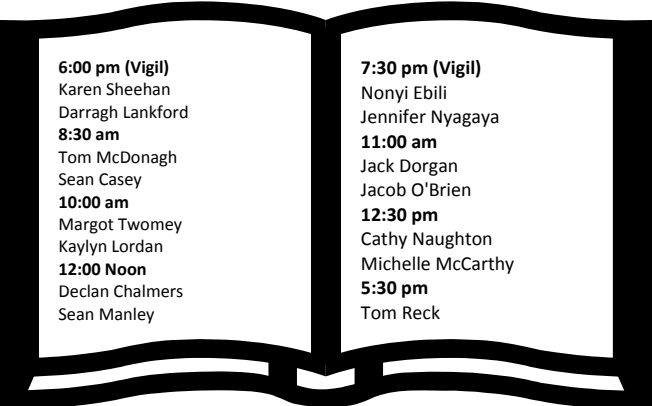 6:00 pm (Vigil)
Karen Sheehan
Darragh Lankford
8:30 am
Tom McDonagh
Sean Casey
10:00 am
Margot Twomey
Kaylyn Lordan
12:00 Noon
Declan Chalmers
Sean Manley
7:30 pm (Vigil)
Nonyi Ebili
Jennifer Nyagaya
11:00 am
Jack Dorgan
Jacob O'Brien
12:30 pm
Cathy Naughton
Michelle McCarthy
5:30 pm
Tom Reck